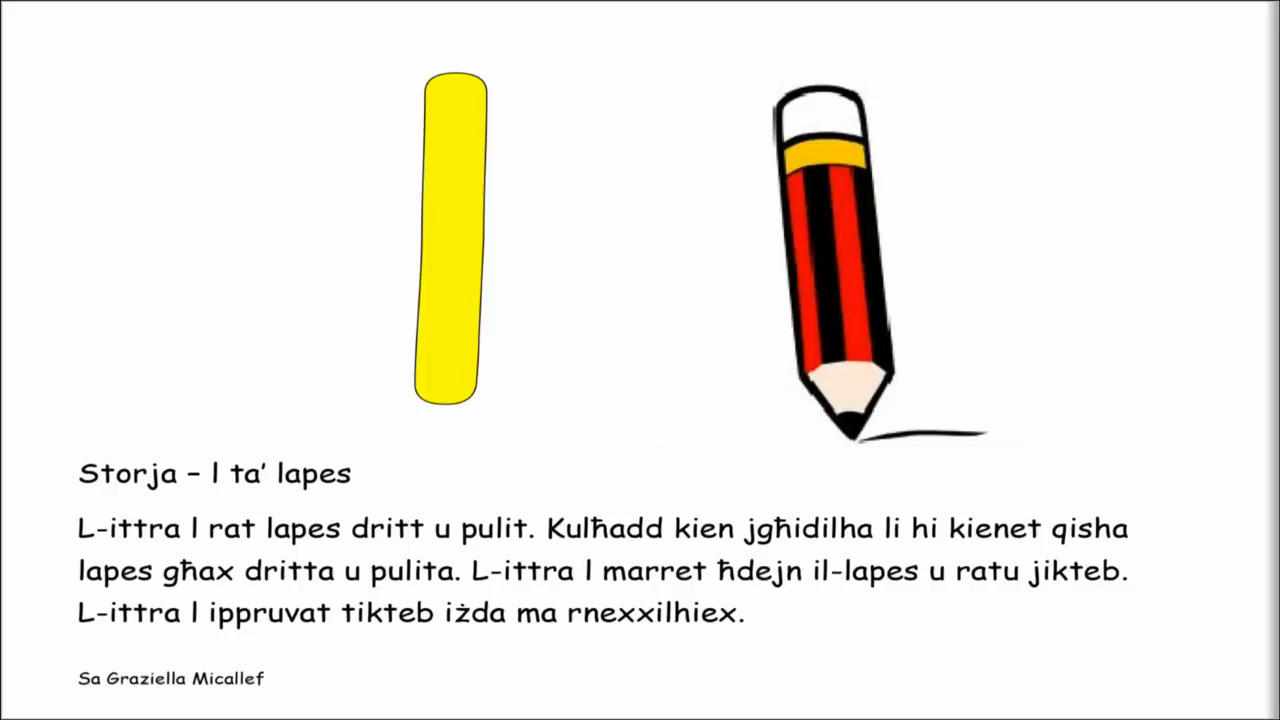 l
Storja – l ta’ lapes
L-ittra l rat lapes dritt u pulit. Kulħadd kien jgħidilha li hi kienet qisha
lapes għax dritta u pulita. L-ittra l marret ħdejn il-lapes u ratu jikteb.
L-ittra l ippruvat tikteb iżda ma rnexxilhiex.
Sa Graziella Micallef